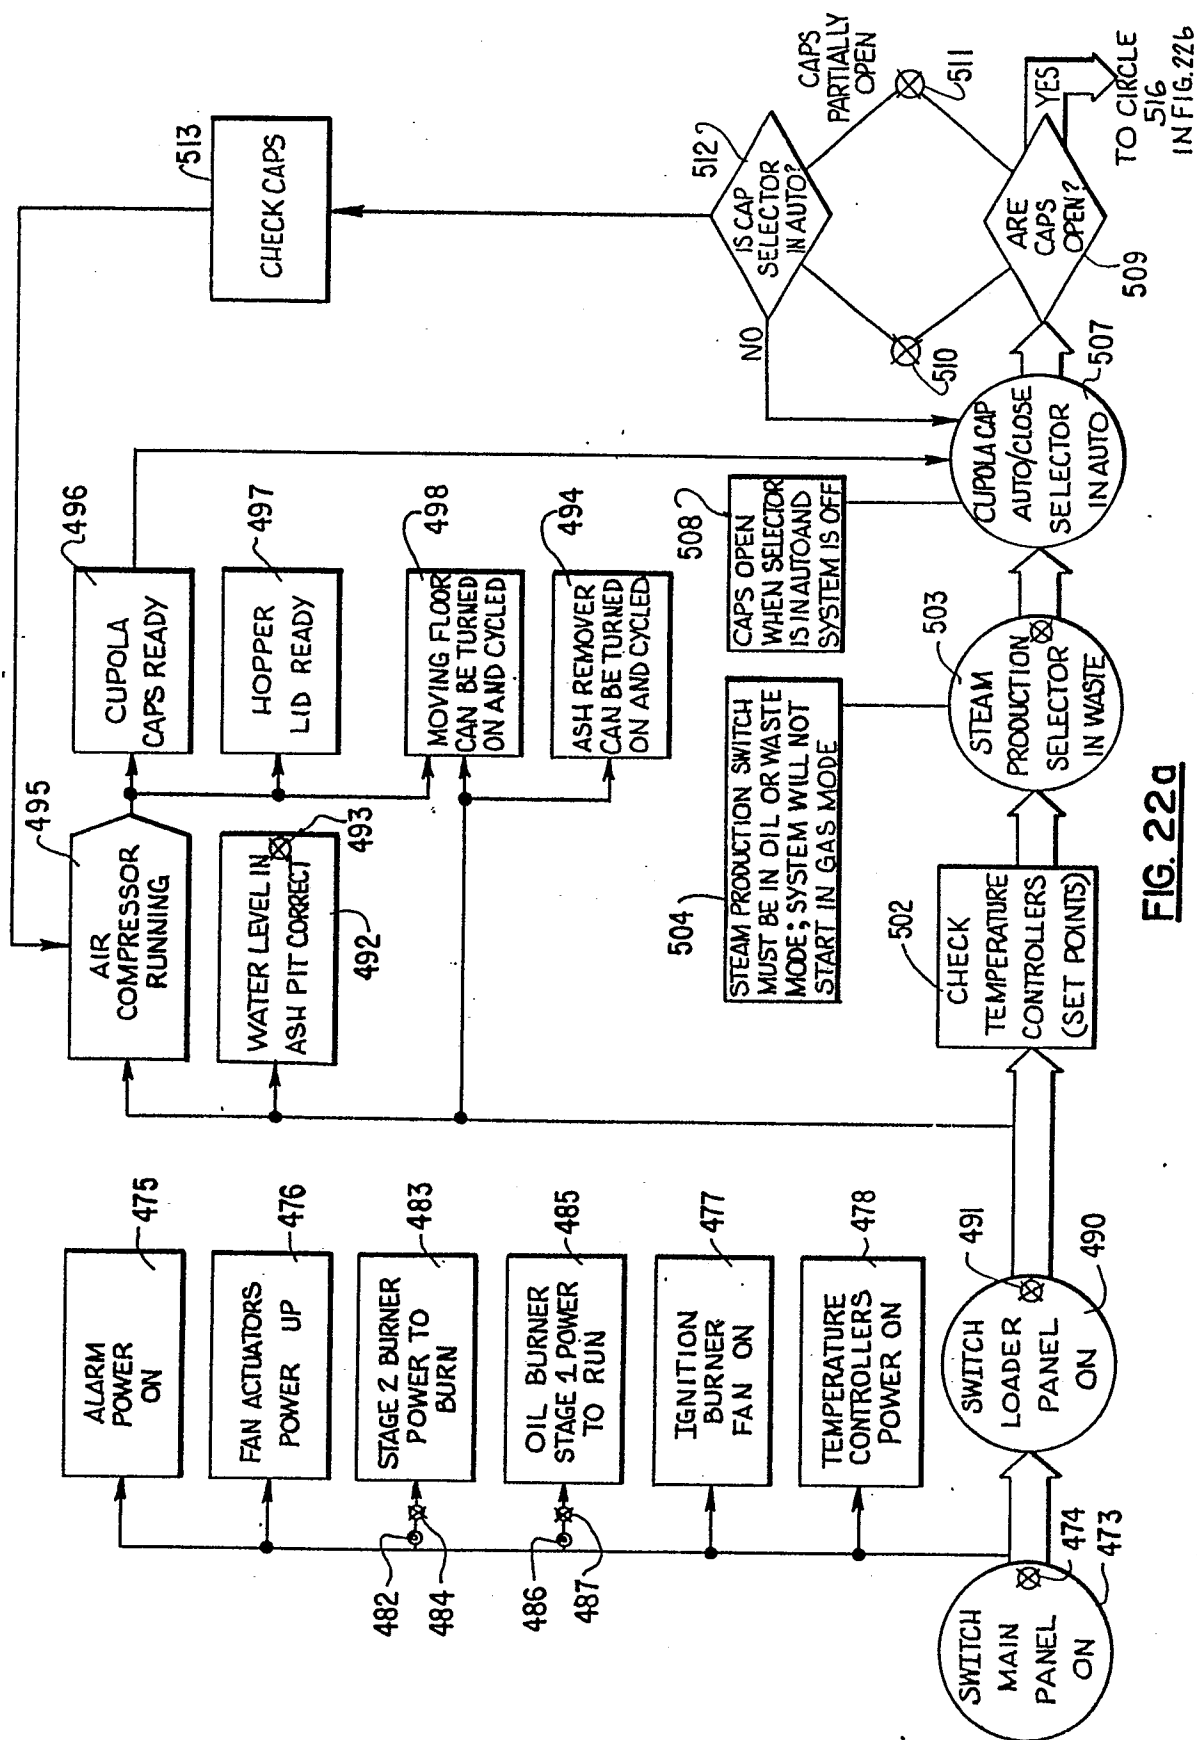 ALARM
POWER
ON
475
FAN ACTUATORS
POWER UP
476
STAGE 2 BURNER
POWER TO
BURN
483
OIL BURNER
STAGE 1 POWER
TO RUN
485
IGNITION
BURNER
FAN ON
477
TEMPERATURE
CONTROLLERS
POWER ON
478
482
484
486
487
SWITCH
MAIN
PANEL
ON
474
473
SWITCH
LOADER
PANEL
ON
491
490
AIR
COMPRESSOR
RUNNING
495
WATER LEVEL IN
ASH PIT CORRECT
493
492
CUPOLA
CAPS READY
496
HOPPER
LID READY
497
MOVING FLOOR
CAN BE TURNED
ON AND CYCLED
498
ASH REMOVER
CAN BE TURNED
ON AND CYCLED
494
CHECK
TEMPERATURE
CONTROLLERS
(SET POINTS)
502
504
STEAM PRODUCTION SWITCH
MUST BE IN OIL OR WASTE
MODE; SYSTEM WILL NOT
START IN GAS MODE
STEAM
PRODUCTION
SELECTOR
IN WASTE
503
508
CAPS OPEN
WHEN SELECTOR
IS IN AUTO AND
SYSTEM IS OFF
CUPOLA CAP
AUTO/CLOSE
SELECTOR
IN AUTO
507
CHECK CAPS
513
IS CAP
SELECTOR
IN AUTO?
512
NO
510
CAPS
PARTIALLY
OPEN
511
ARE
CAPS
OPEN?
509
YES
TO CIRCLE
516
IN FIG.22b
FIG. 22a